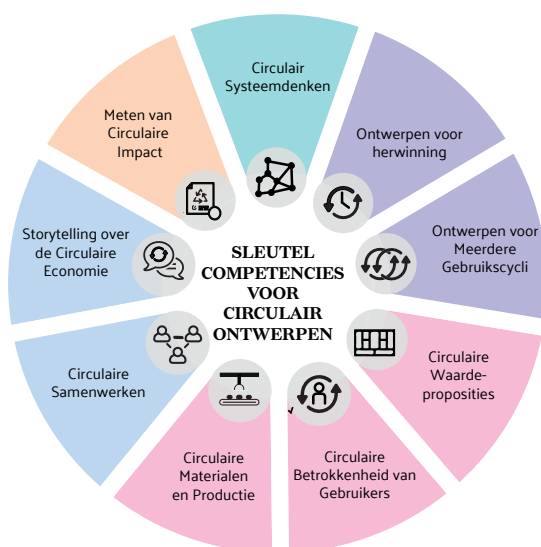 Circulair
Systeemdenken
Ontwerpen voor
herwinning
Ontwerpen voor
Meerdere
Gebruikscycli
Circulaire
Waarde-
proposities
Circulaire
Betrokkenheid van
Gebruikers
Circulaire
Materialen
en Productie
Circulaire
Samenwerken
Storytelling over
de Circulaire
Economie
Meten van
Circulaire
Impact
SLEUTEL
COMPETENCIES
VOOR
CIRCULAIR
ONTWERPEN